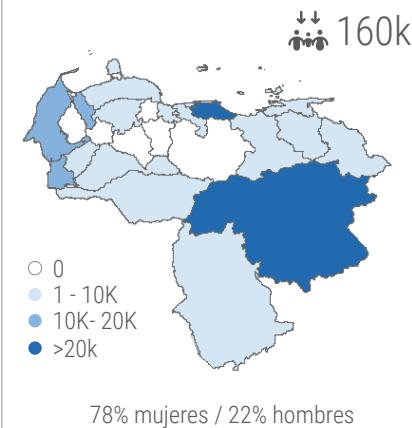 160k
0
1 - 10K
10K- 20K
>20k
78% mujeres / 22% hombres